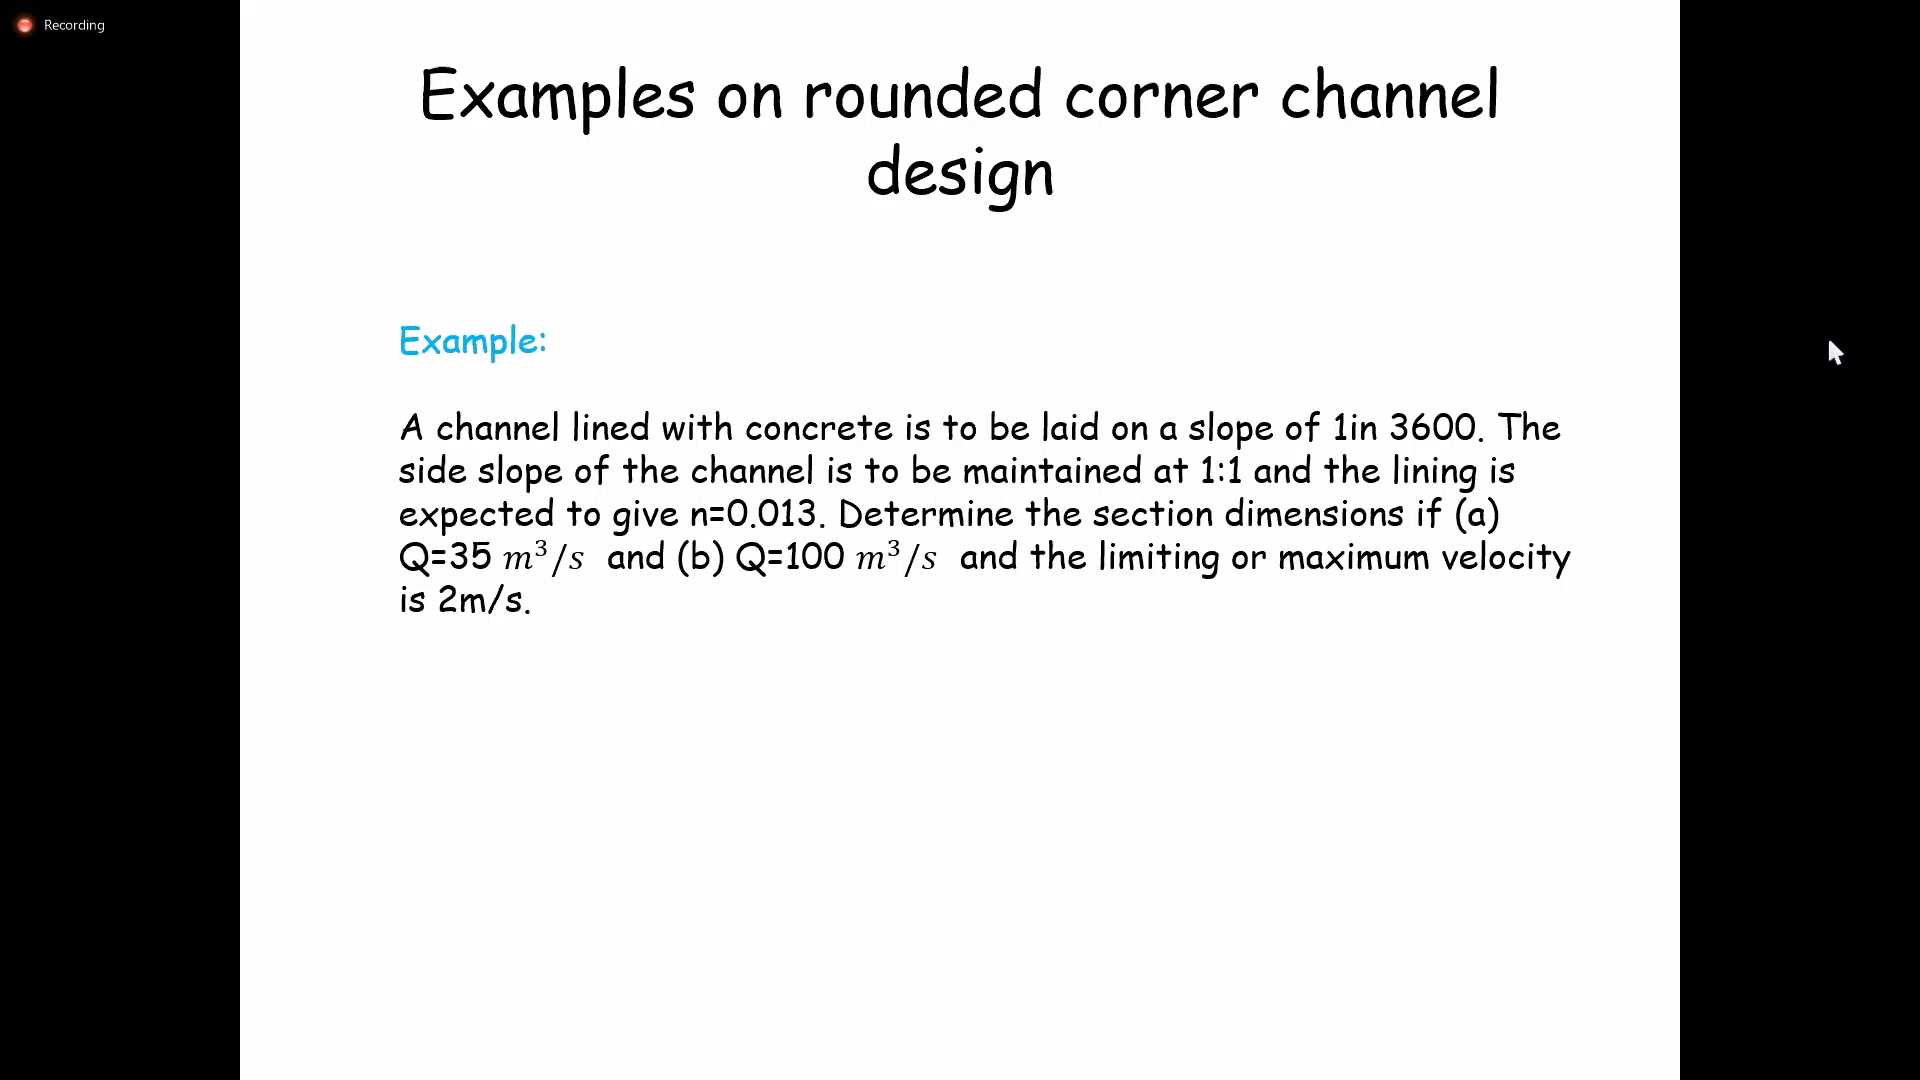 Recording
Examples on rounded corner channel
design
Example:
A channel lined with concrete is to be laid on a slope of 1in 3600. The
side slope of the channel is to be maintained at 1:1 and the lining is
expected to give n=0.013. Determine the section dimensions if (a)
Q=35 m³/s and (b) Q=100 m³/s and the limiting or maximum velocity
is 2m/s.